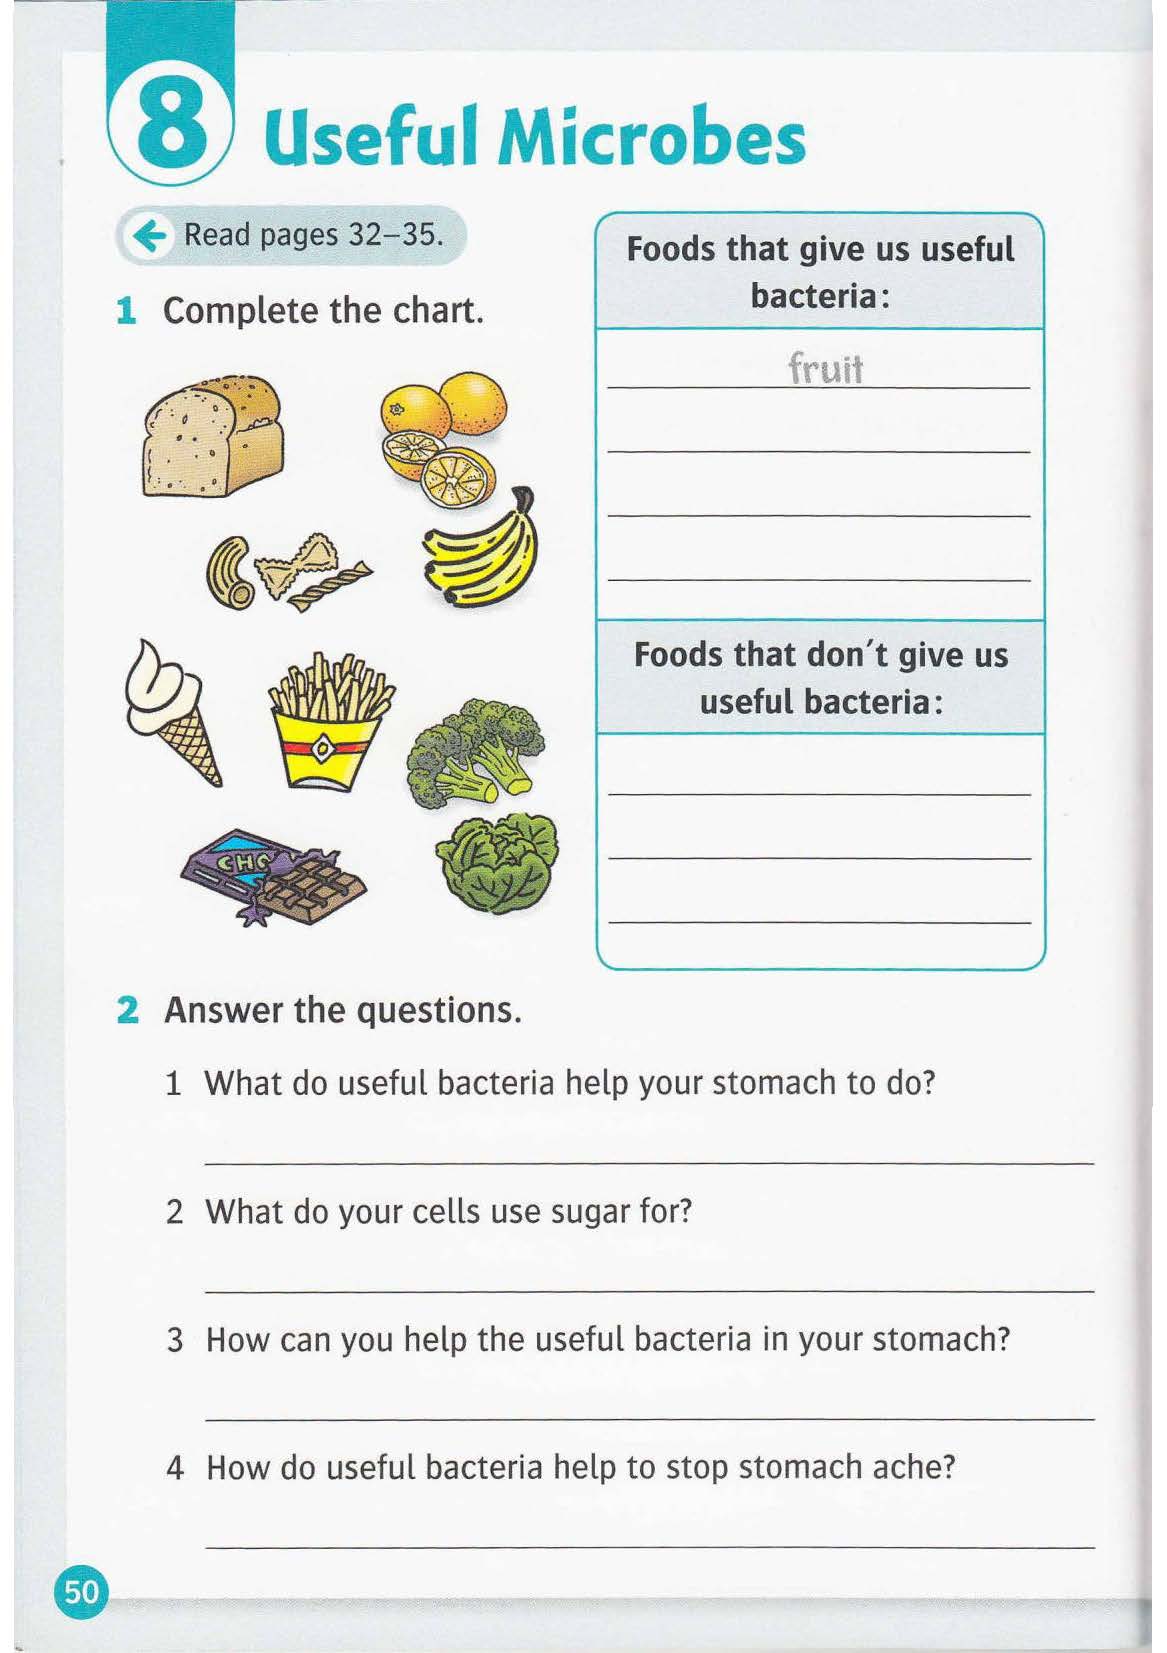 8 Useful Microbes
Read pages 32–35.
1 Complete the chart.
CHO
Foods that give us useful
bacteria:
fruit
Foods that don't give us
useful bacteria:
2 Answer the questions.
1 What do useful bacteria help your stomach to do?
2 What do your cells use sugar for?
3 How can you help the useful bacteria in your stomach?
4 How do useful bacteria help to stop stomach ache?
50